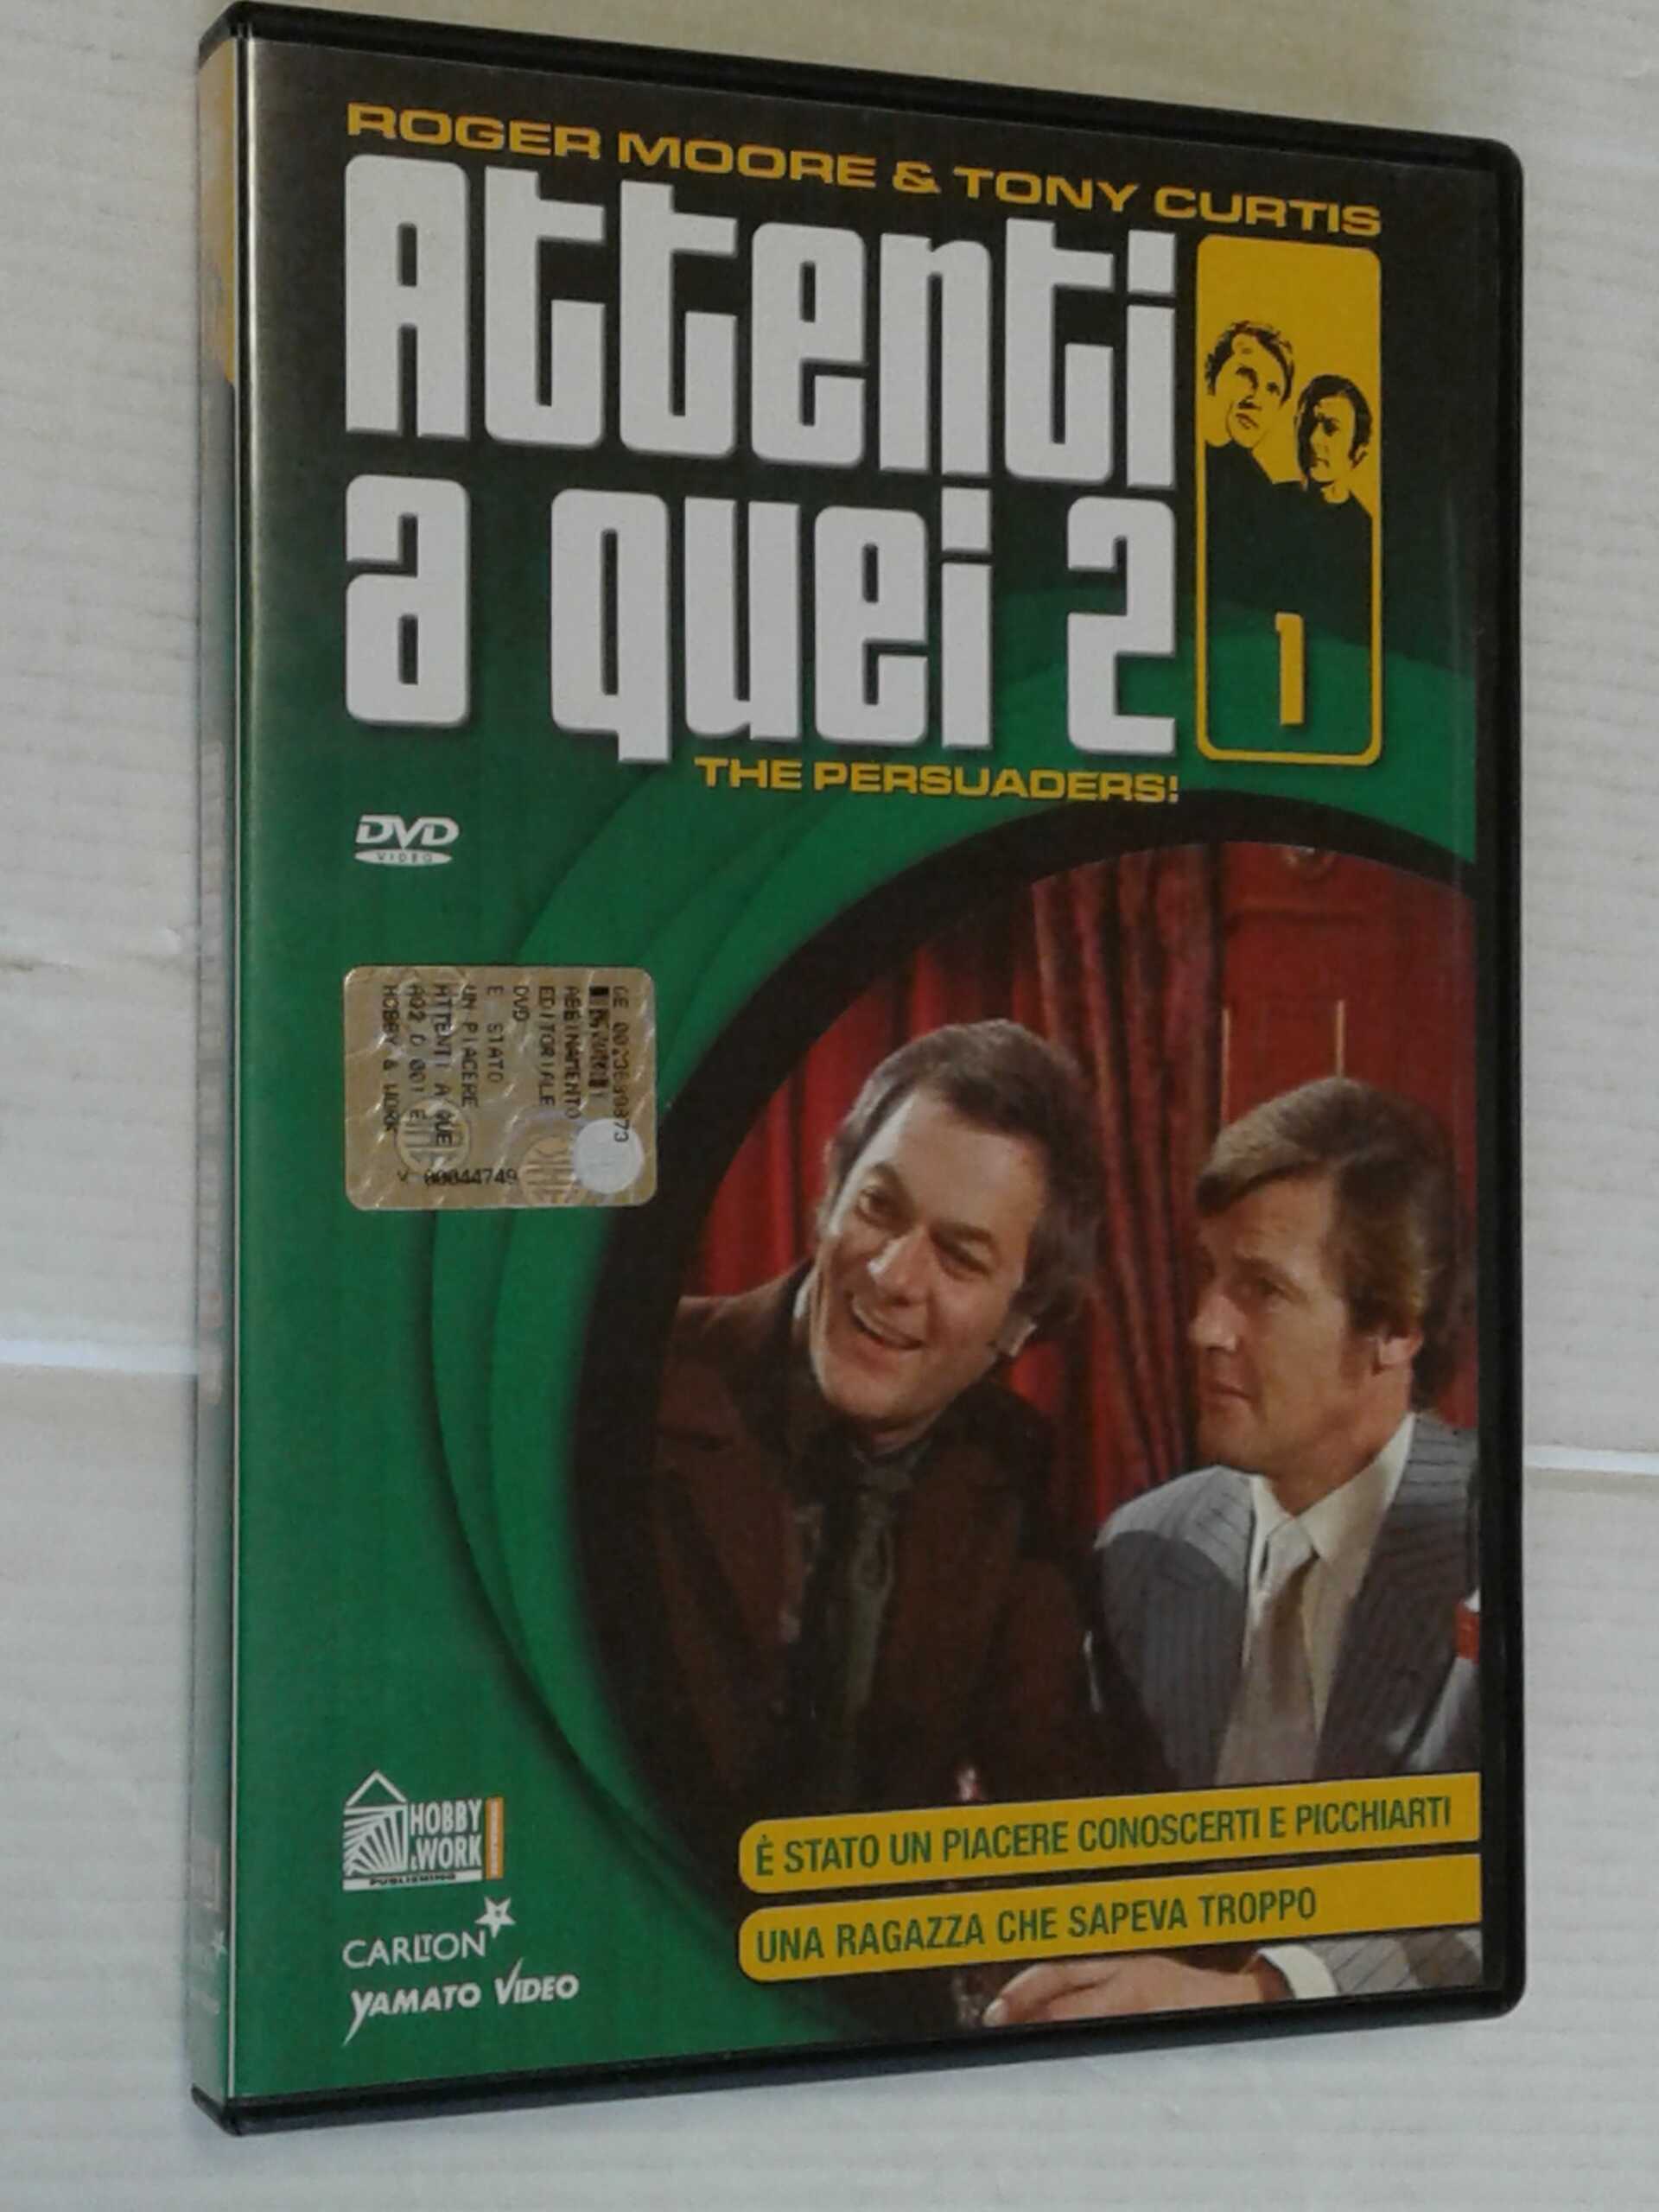 ROGER MOORE & TONY CURTIS
Attenti
a quei 2
1
THE PERSUADERS!
DVD
VIDEO
ABBINAMENTO
EDITORIALE
DVD
E STATO
UN PIACERE
ATTENTI A QUE
HOBBY & WORK
00044749
È STATO UN PIACERE CONOSCERTI E PICCHIARTI
UNA RAGAZZA CHE SAPEVA TROPPO
HOBBY
& WORK
PUBLISHING
CARLTON
YAMATO VIDEO